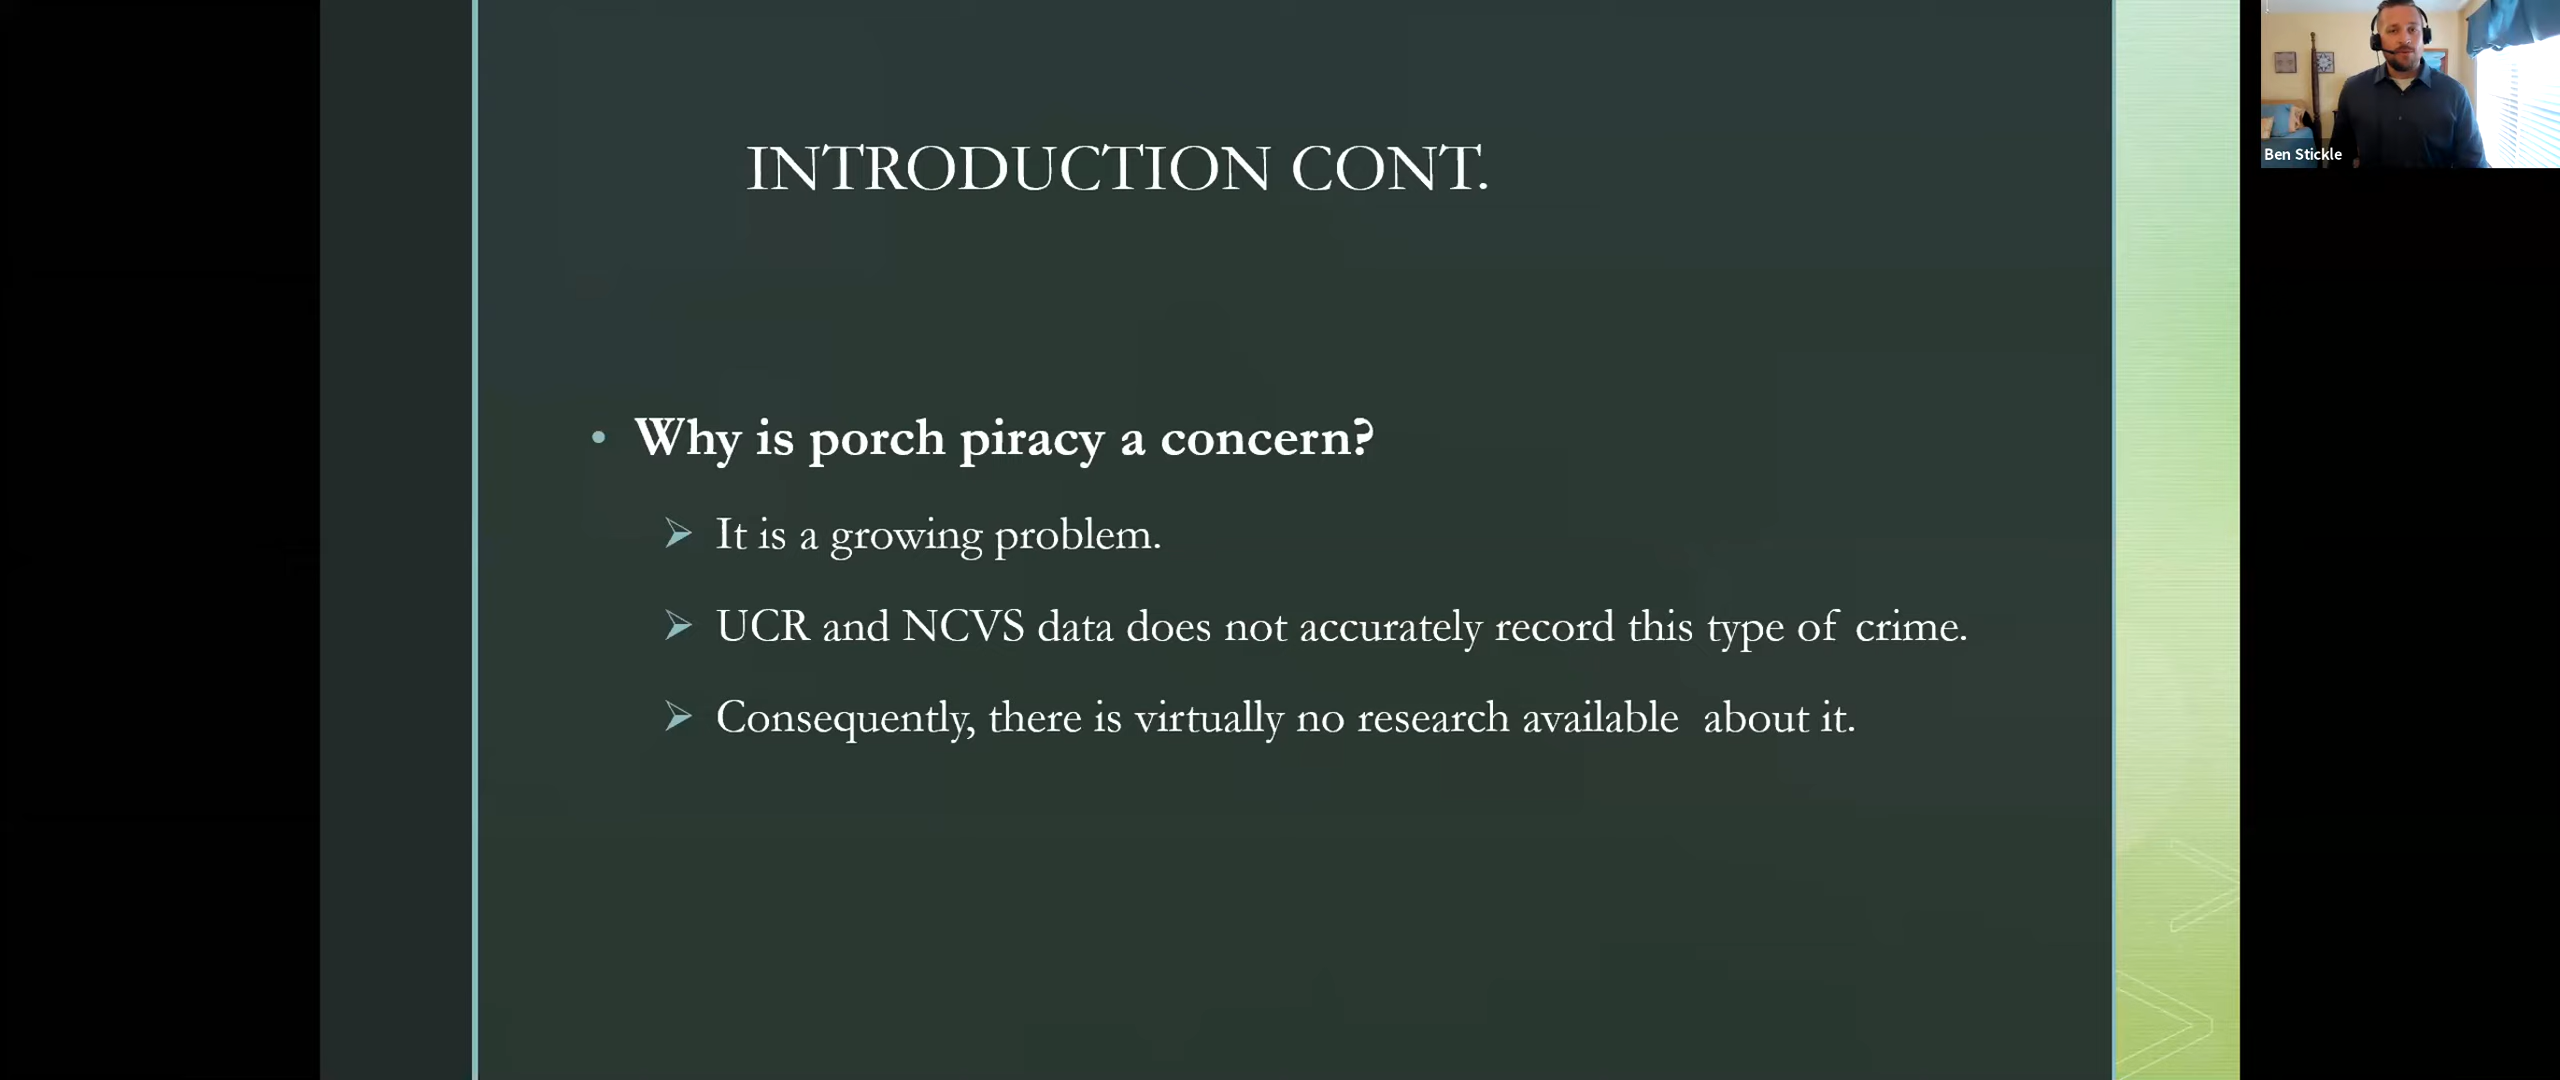 INTRODUCTION CONT.
• Why is porch piracy a concern?
➢ It is a growing problem.
➢ UCR and NCVS data does not accurately record this type of crime.
➢ Consequently, there is virtually no research available  about it.
Ben Stickle